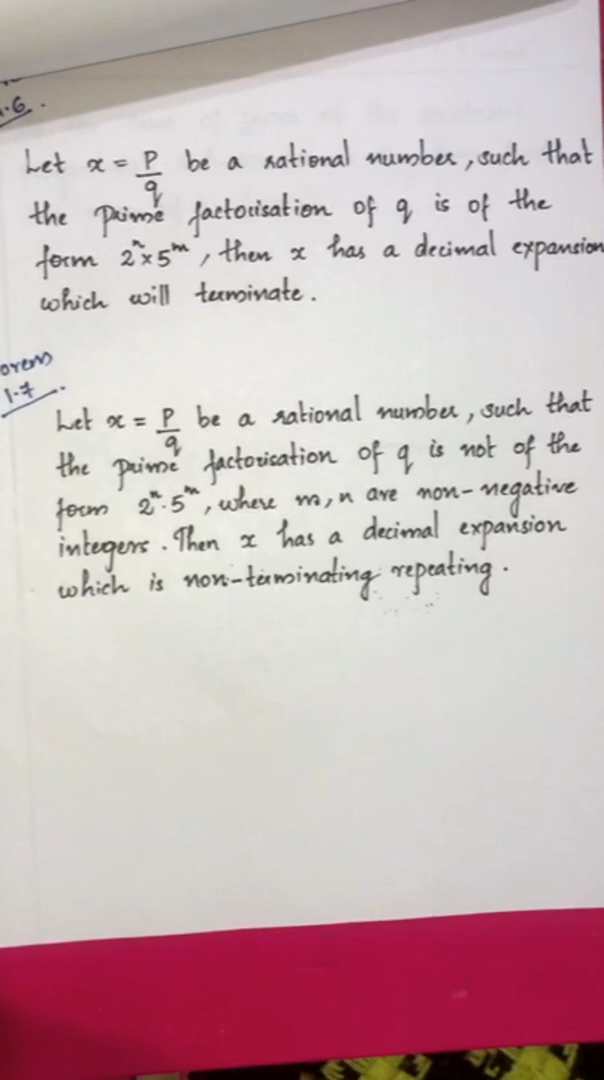 1.6.
Let x = p/q be a rational number, such that
the prime factorisation of q is of the
form 2ⁿ×5ᵐ, then x has a decimal expansion
which will terminate.
orem
1.7.
Let x = p/q be a rational number, such that
the prime factorisation of q is not of the
form 2ⁿ.5ᵐ, where m, n are non-negative
integers. Then x has a decimal expansion
which is non-terminating repeating.